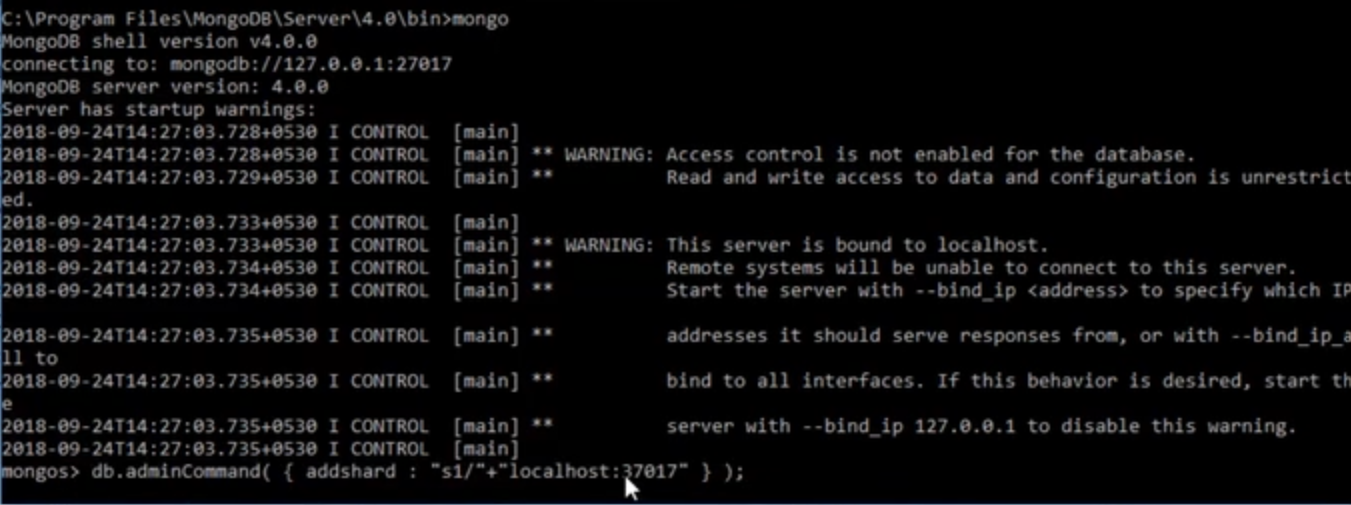 C:\Program Files\MongoDB\Server\4.0\bin>mongo
MongoDB shell version v4.0.0
connecting to: mongodb://127.0.0.1:27017
MongoDB server version: 4.0.0
Server has startup warnings:
2018-09-24T14:27:03.728+0530 I CONTROL  [main]
2018-09-24T14:27:03.728+0530 I CONTROL  [main] ** WARNING: Access control is not enabled for the database.
2018-09-24T14:27:03.729+0530 I CONTROL  [main] **          Read and write access to data and configuration is unrestrict
ed.
2018-09-24T14:27:03.733+0530 I CONTROL  [main]
2018-09-24T14:27:03.733+0530 I CONTROL  [main] ** WARNING: This server is bound to localhost.
2018-09-24T14:27:03.734+0530 I CONTROL  [main] **          Remote systems will be unable to connect to this server.
2018-09-24T14:27:03.734+0530 I CONTROL  [main] **          Start the server with --bind_ip <address> to specify which IP
2018-09-24T14:27:03.735+0530 I CONTROL  [main] **          addresses it should serve responses from, or with --bind_ip_a
ll to
2018-09-24T14:27:03.735+0530 I CONTROL  [main] **          bind to all interfaces. If this behavior is desired, start th
e
2018-09-24T14:27:03.735+0530 I CONTROL  [main] **          server with --bind_ip 127.0.0.1 to disable this warning.
2018-09-24T14:27:03.735+0530 I CONTROL  [main]
mongos> db.adminCommand( { addshard : "s1/"+"localhost:37017" } );